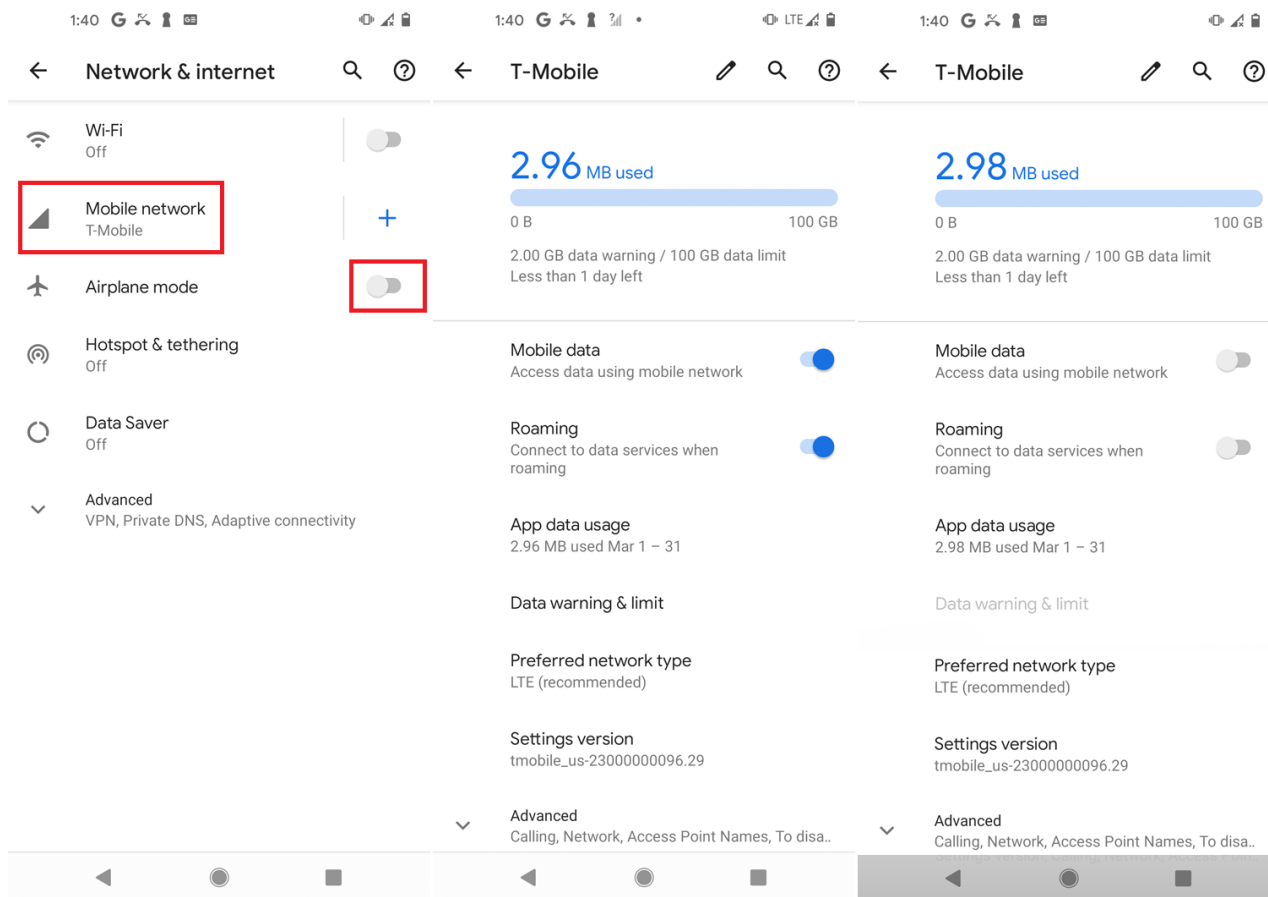 1:40
Network & internet
Wi-Fi
Off
Mobile network
T-Mobile
Airplane mode
Hotspot & tethering
Off
Data Saver
Off
Advanced
VPN, Private DNS, Adaptive connectivity
1:40
LTE
T-Mobile
2.96 MB used
0 B 100 GB
2.00 GB data warning / 100 GB data limit
Less than 1 day left
Mobile data
Access data using mobile network
Roaming
Connect to data services when
roaming
App data usage
2.96 MB used Mar 1 – 31
Data warning & limit
Preferred network type
LTE (recommended)
Settings version
tmobile_us-23000000096.29
Advanced
Calling, Network, Access Point Names, To disa..
1:40
T-Mobile
2.98 MB used
0 B 100 GB
2.00 GB data warning / 100 GB data limit
Less than 1 day left
Mobile data
Access data using mobile network
Roaming
Connect to data services when
roaming
App data usage
2.98 MB used Mar 1 – 31
Data warning & limit
Preferred network type
LTE (recommended)
Settings version
tmobile_us-23000000096.29
Advanced
Calling, Network, Access Point Names, To disa..